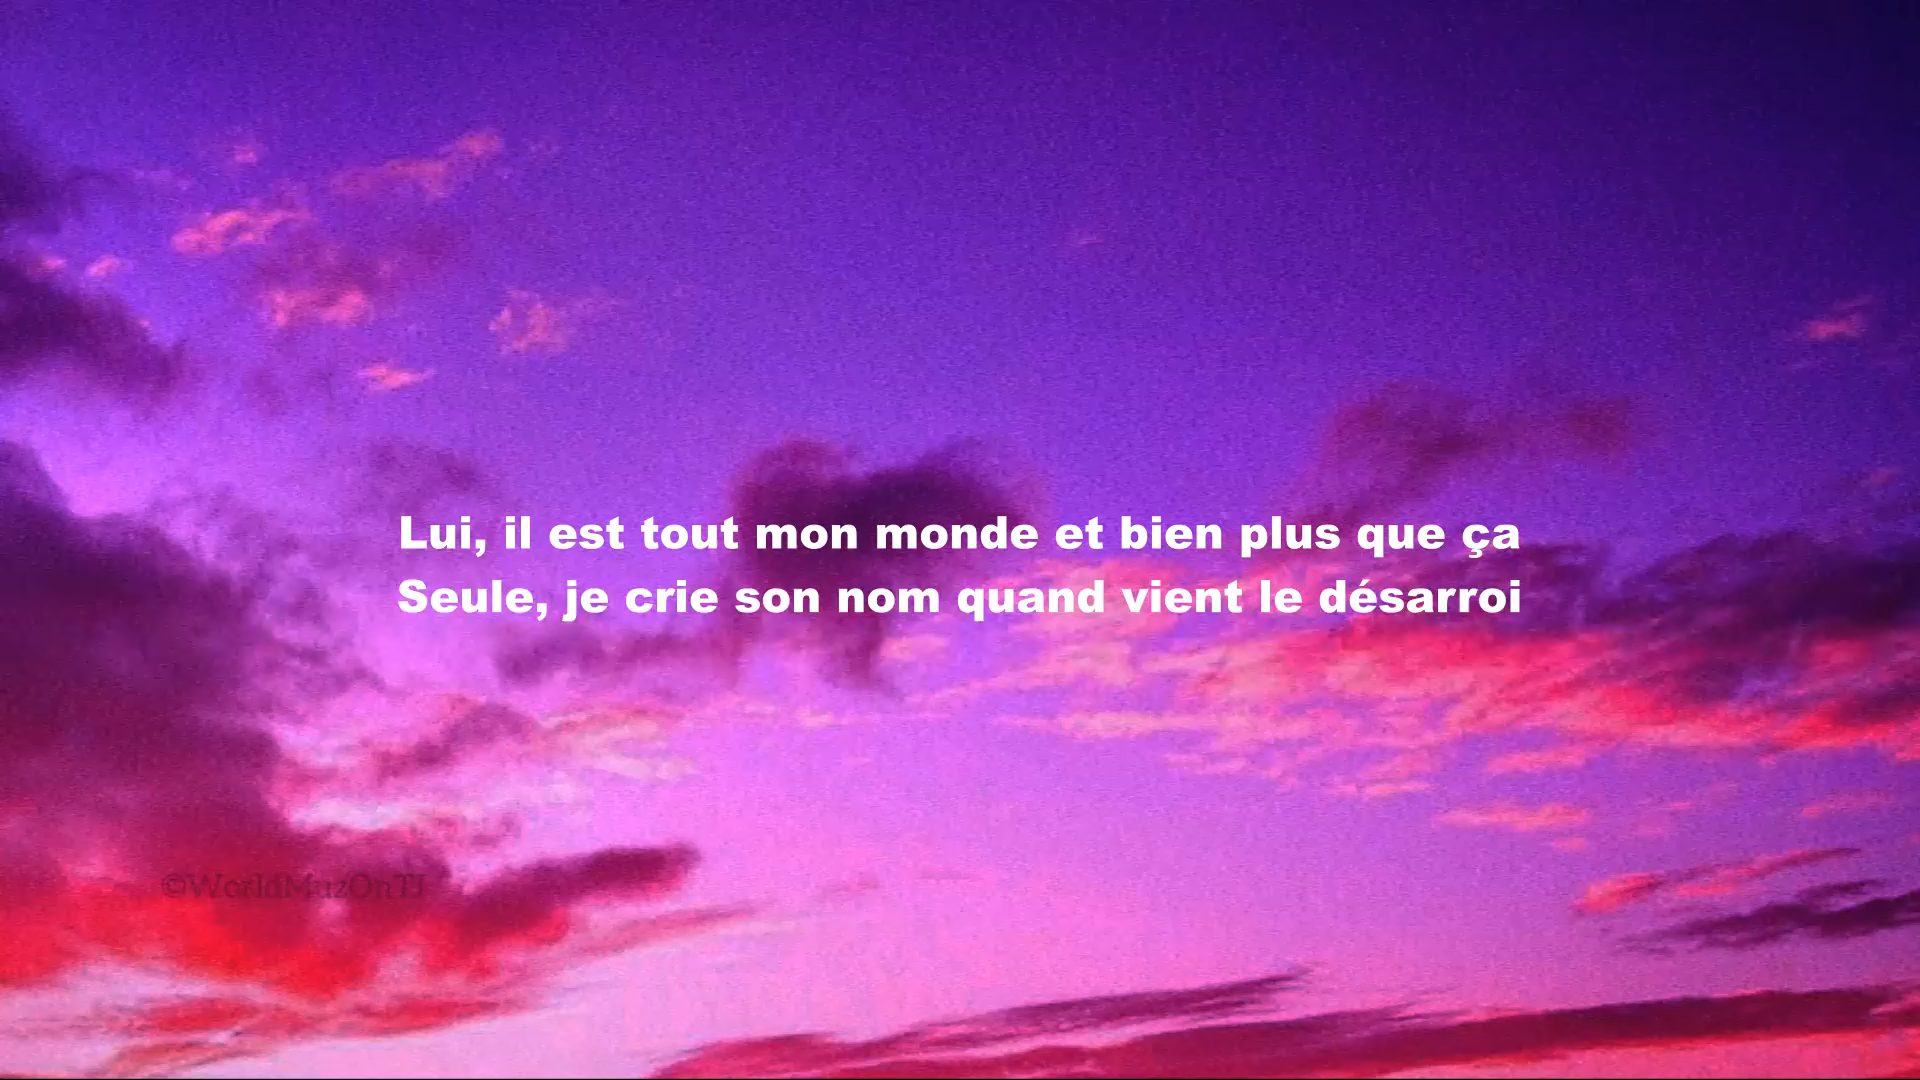 Lui, il est tout mon monde et bien plus que ça
Seule, je crie son nom quand vient le désarroi
©WorldMuzOnTJ